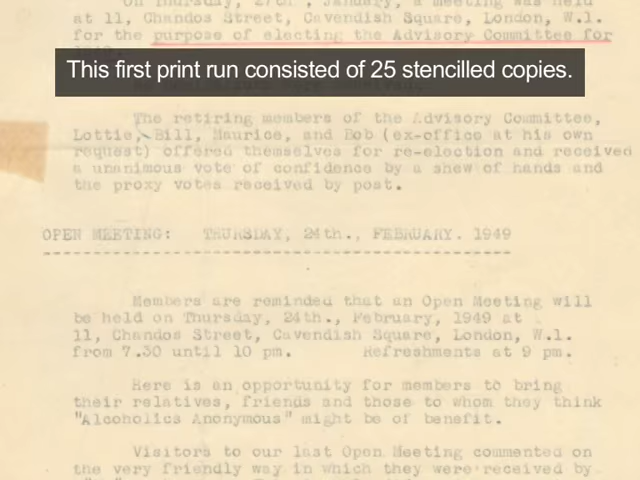 On Thursday, 27th, January, a meeting was held
at 11, Chandos Street, Cavendish Square, London, W.1.
for the purpose of electing the Advisory Committee for
This first print run consisted of 25 stencilled copies.
The retiring members of the Advisory Committee,
Lottie, Bill, Maurice, and Bob (ex-office at his own
request) offered themselves for re-election and received
a unanimous vote of confidence by a shew of hands and
the proxy votes received by post.
OPEN MEETING: THURSDAY, 24th., FEBRUARY. 1949
Members are reminded that an Open Meeting will
be held on Thursday, 24th., February, 1949 at
11, Chandos Street, Cavendish Square, London, W.1.
from 7.30 until 10 pm. Refreshments at 9 pm.
Here is an opportunity for members to bring
their relatives, friends and those to whom they think
"Alcoholics Anonymous" might be of benefit.
Visitors to our last Open Meeting commented on
the very friendly way in which they were received by